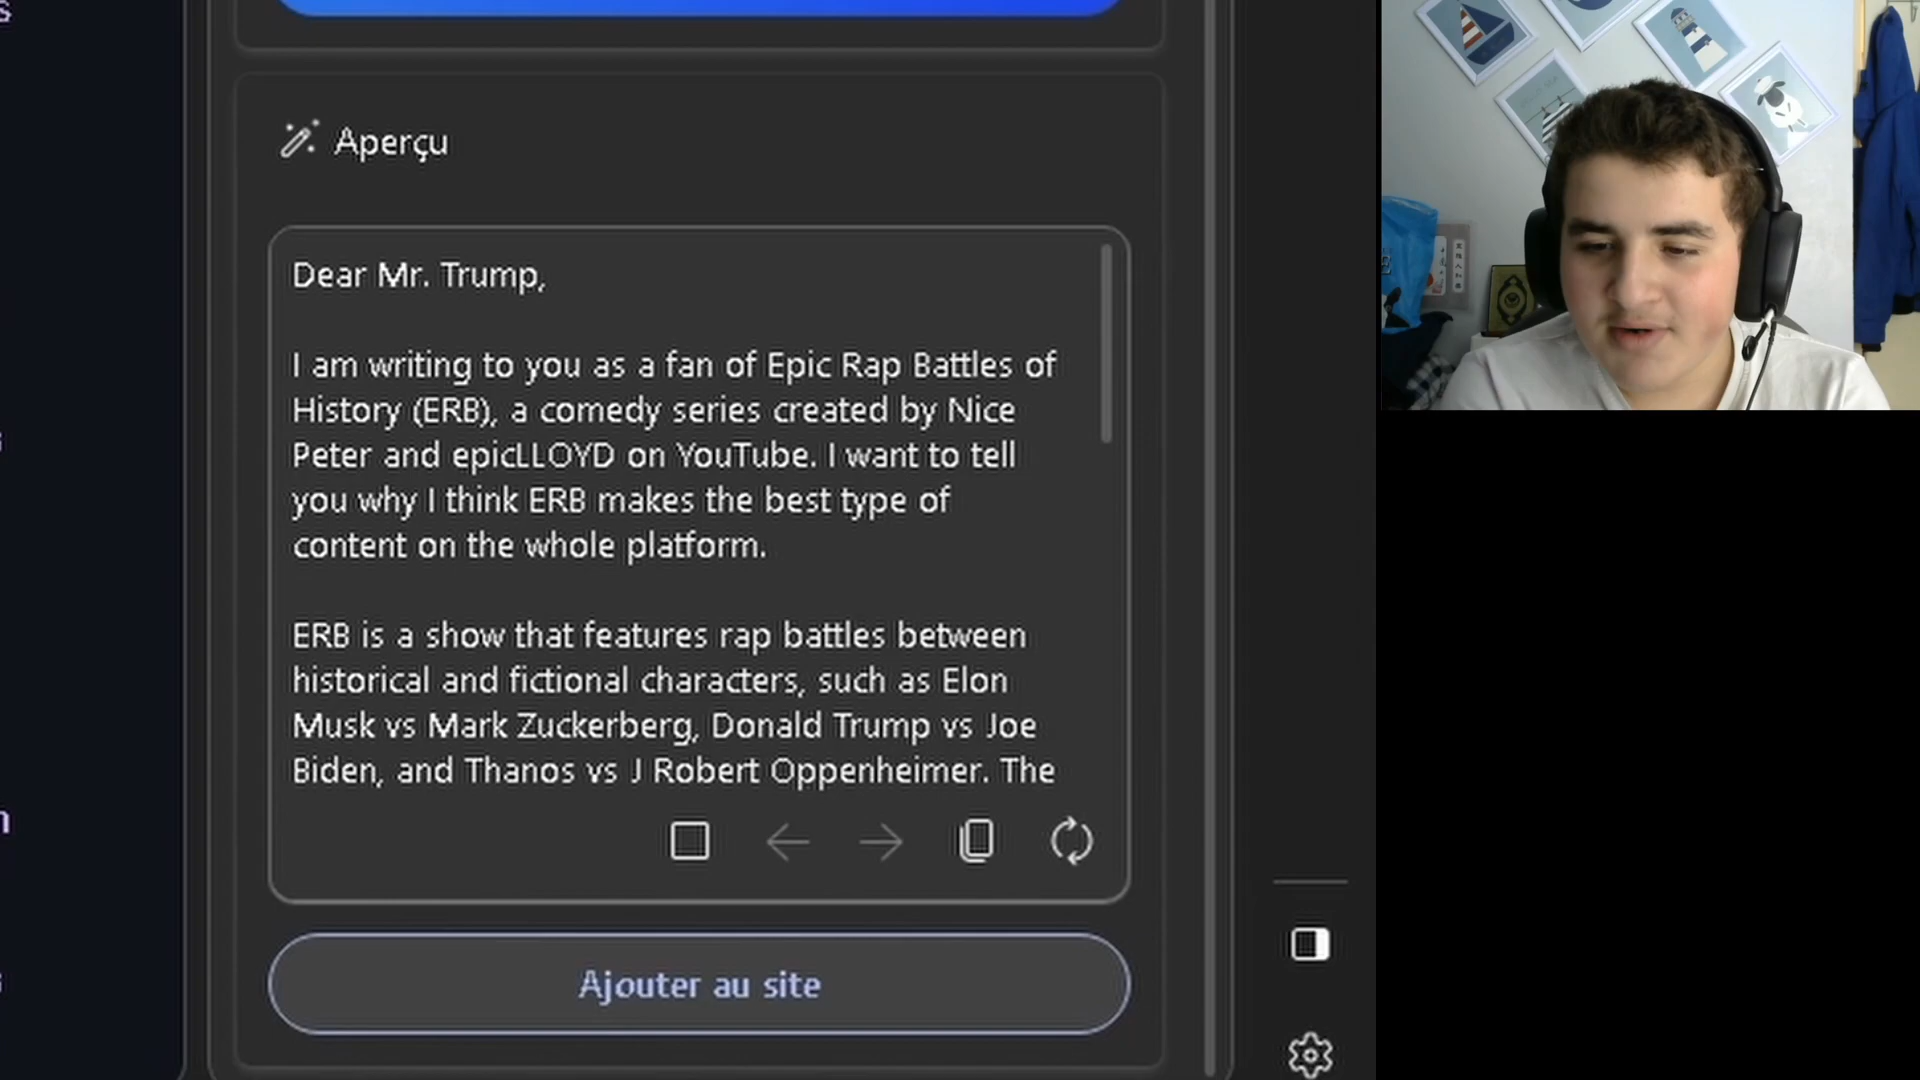 Aperçu
Dear Mr. Trump,
I am writing to you as a fan of Epic Rap Battles of
History (ERB), a comedy series created by Nice
Peter and epicLLOYD on YouTube. I want to tell
you why I think ERB makes the best type of
content on the whole platform.
ERB is a show that features rap battles between
historical and fictional characters, such as Elon
Musk vs Mark Zuckerberg, Donald Trump vs Joe
Biden, and Thanos vs J Robert Oppenheimer. The
Ajouter au site